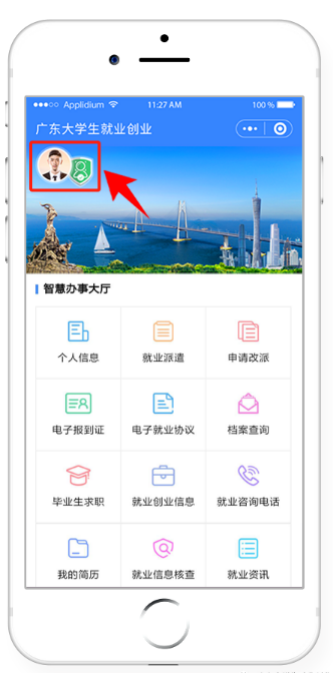 Applidium 11:27 AM 100 %
广东大学生就业创业
智慧办事大厅
个人信息 就业派遣 申请改派
电子报到证 电子就业协议 档案查询
毕业生求职 就业创业信息 就业咨询电话
我的简历 就业信息核查 就业资讯